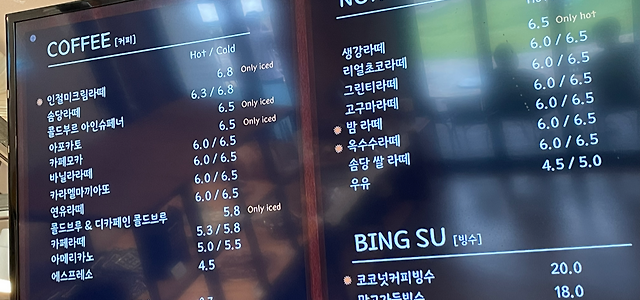 COFFEE [커피]
Hot / Cold
인절미크림라떼 6.8 Only iced
솜당라떼 6.3 / 6.8
콜드부르 아인슈페너 6.5 Only iced
아포카토 6.5 Only iced
카페모카 6.0 / 6.5
바닐라라떼 6.0 / 6.5
카라멜마끼아또 6.0 / 6.5
연유라떼 6.0 / 6.5
콜드브루 & 디카페인 콜드브루 5.8 Only iced
카페라떼 5.3 / 5.8
아메리카노 5.0 / 5.5
에스프레소 4.5
생강라떼 6.5 Only hot
리얼초코라떼 6.0 / 6.5
그린티라떼 6.0 / 6.5
고구마라떼 6.0 / 6.5
밤 라떼 6.0 / 6.5
옥수수라떼 6.0 / 6.5
솜당 쌀 라떼 6.0 / 6.5
우유 4.5 / 5.0
BING SU [빙수]
코코넛커피빙수 20.0
18.0